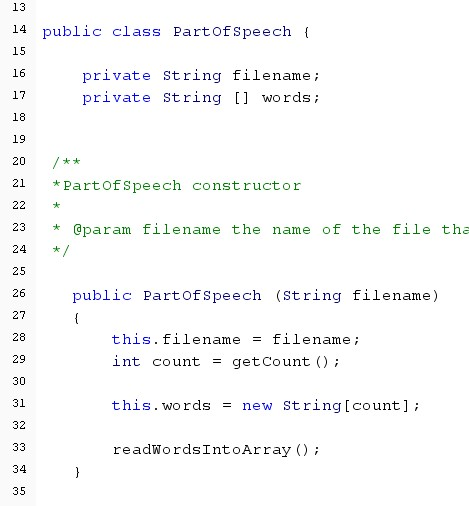 13
14 public class PartOfSpeech {
15
16 private String filename;
17 private String [] words;
18
19
20 /**
21 *PartOfSpeech constructor
22 *
23 * @param filename the name of the file tha
24 */
25
26 public PartOfSpeech (String filename)
27 {
28 this.filename = filename;
29 int count = getCount();
30
31 this.words = new String[count];
32
33 readWordsIntoArray();
34 }
35